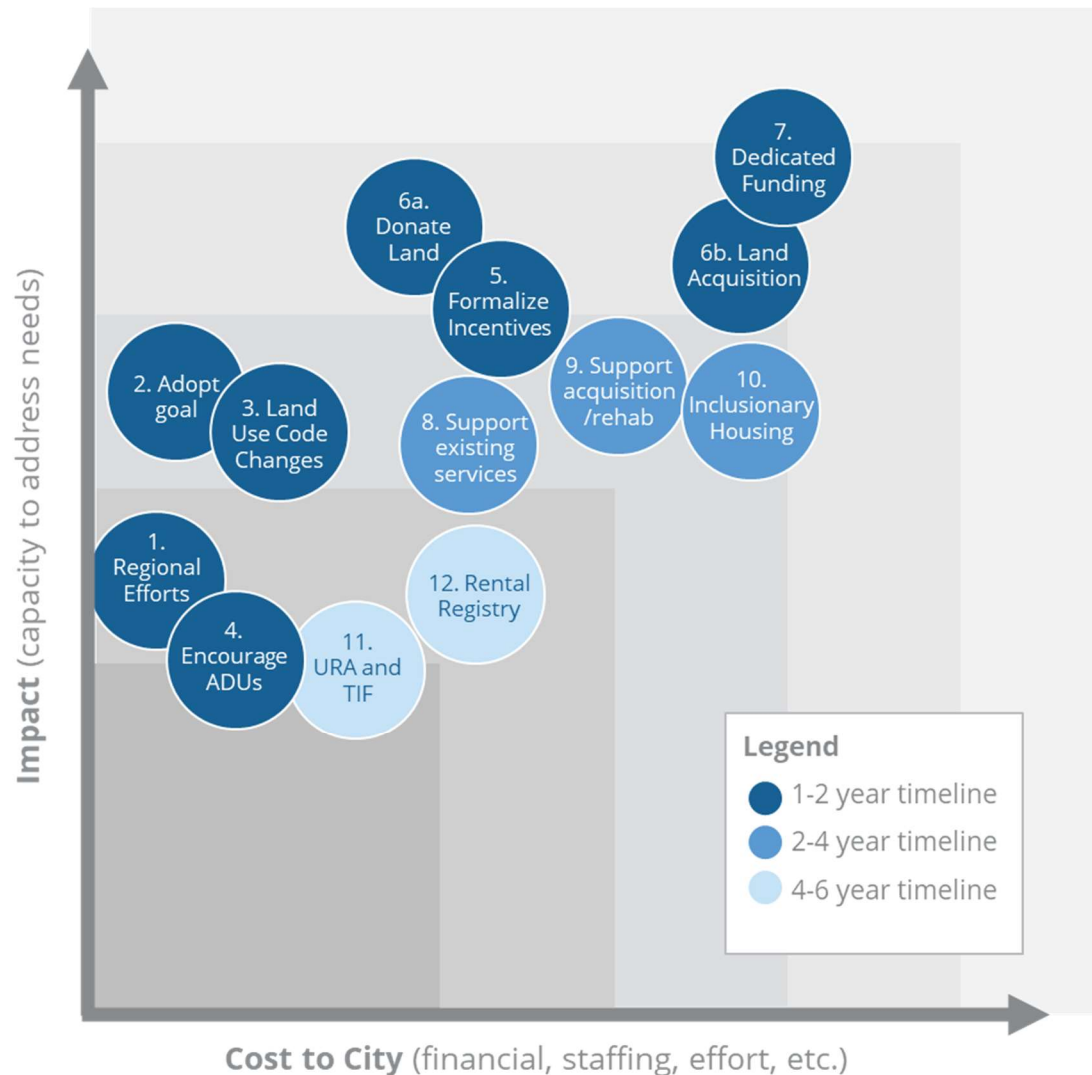 7.
Dedicated
Funding
6a.
Donate
Land
6b. Land
Acquisition
5.
Formalize
Incentives
2. Adopt
goal
3. Land
Use Code
Changes
9. Support
acquisition
/rehab
10.
Inclusionary
Housing
8. Support
existing
services
1.
Regional
Efforts
12. Rental
Registry
4.
Encourage
ADUs
11.
URA and
TIF
Impact (capacity to address needs)
Legend
1-2 year timeline
2-4 year timeline
4-6 year timeline
Cost to City (financial, staffing, effort, etc.)